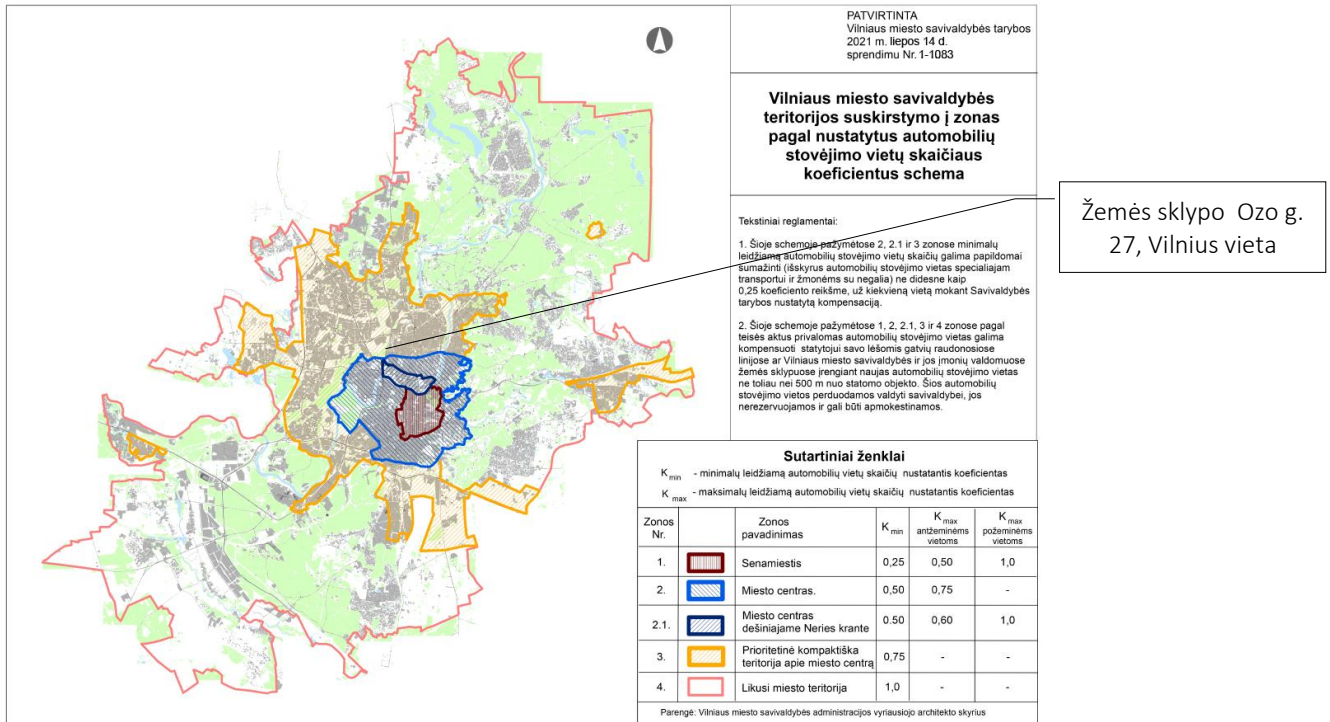 PATVIRTINTA
Vilniaus miesto savivaldybės tarybos
2021 m. liepos 14 d.
sprendimu Nr. 1-1083
Vilniaus miesto savivaldybės
teritorijos suskirstymo į zonas
pagal nustatytus automobilių
stovėjimo vietų skaičiaus
koeficientus schema
Tekstiniai reglamentai:
1. Šioje schemoje pažymėtose 2, 2.1 ir 3 zonose minimalų
leidžiamą automobilių stovėjimo vietų skaičių galima papildomai
sumažinti (išskyrus automobilių stovėjimo vietas specialiajam
transportui ir žmonėms su negalia) ne didesne kaip
0,25 koeficiento reikšme, už kiekvieną vietą mokant Savivaldybės
tarybos nustatytą kompensaciją.
2. Šioje schemoje pažymėtose 1, 2, 2.1, 3 ir 4 zonose pagal
teisės aktus privalomas automobilių stovėjimo vietas galima
kompensuoti statytojui savo lėšomis gatvių raudonosiose
linijose ar Vilniaus miesto savivaldybės ir jos įmonių valdomuose
žemės sklypuose įrengiant naujas automobilių stovėjimo vietas
ne toliau nei 500 m nuo statomo objekto. Šios automobilių
stovėjimo vietos perduodamos valdyti savivaldybei, jos
nerezervuojamos ir gali būti apmokestinamos.
Žemės sklypo Ozo g.
27, Vilnius vieta
Sutartiniai ženklai
K min - minimalų leidžiamą automobilių vietų skaičių nustatantis koeficientas
K max - maksimalų leidžiamą automobilių vietų skaičių nustatantis koeficientas
Zonos Nr. Zonos pavadinimas K min K max antžeminėms vietoms K max požeminėms vietoms
1. Senamiestis 0,25 0,50 1,0
2. Miesto centras. 0,50 0,75 -
2.1. Miesto centras dešiniajame Neries krante 0.50 0,60 1,0
3. Prioritetinė kompaktiška teritorija apie miesto centrą 0,75 - -
4. Likusi miesto teritorija 1,0 - -
Parengė: Vilniaus miesto savivaldybės administracijos vyriausiojo architekto skyrius